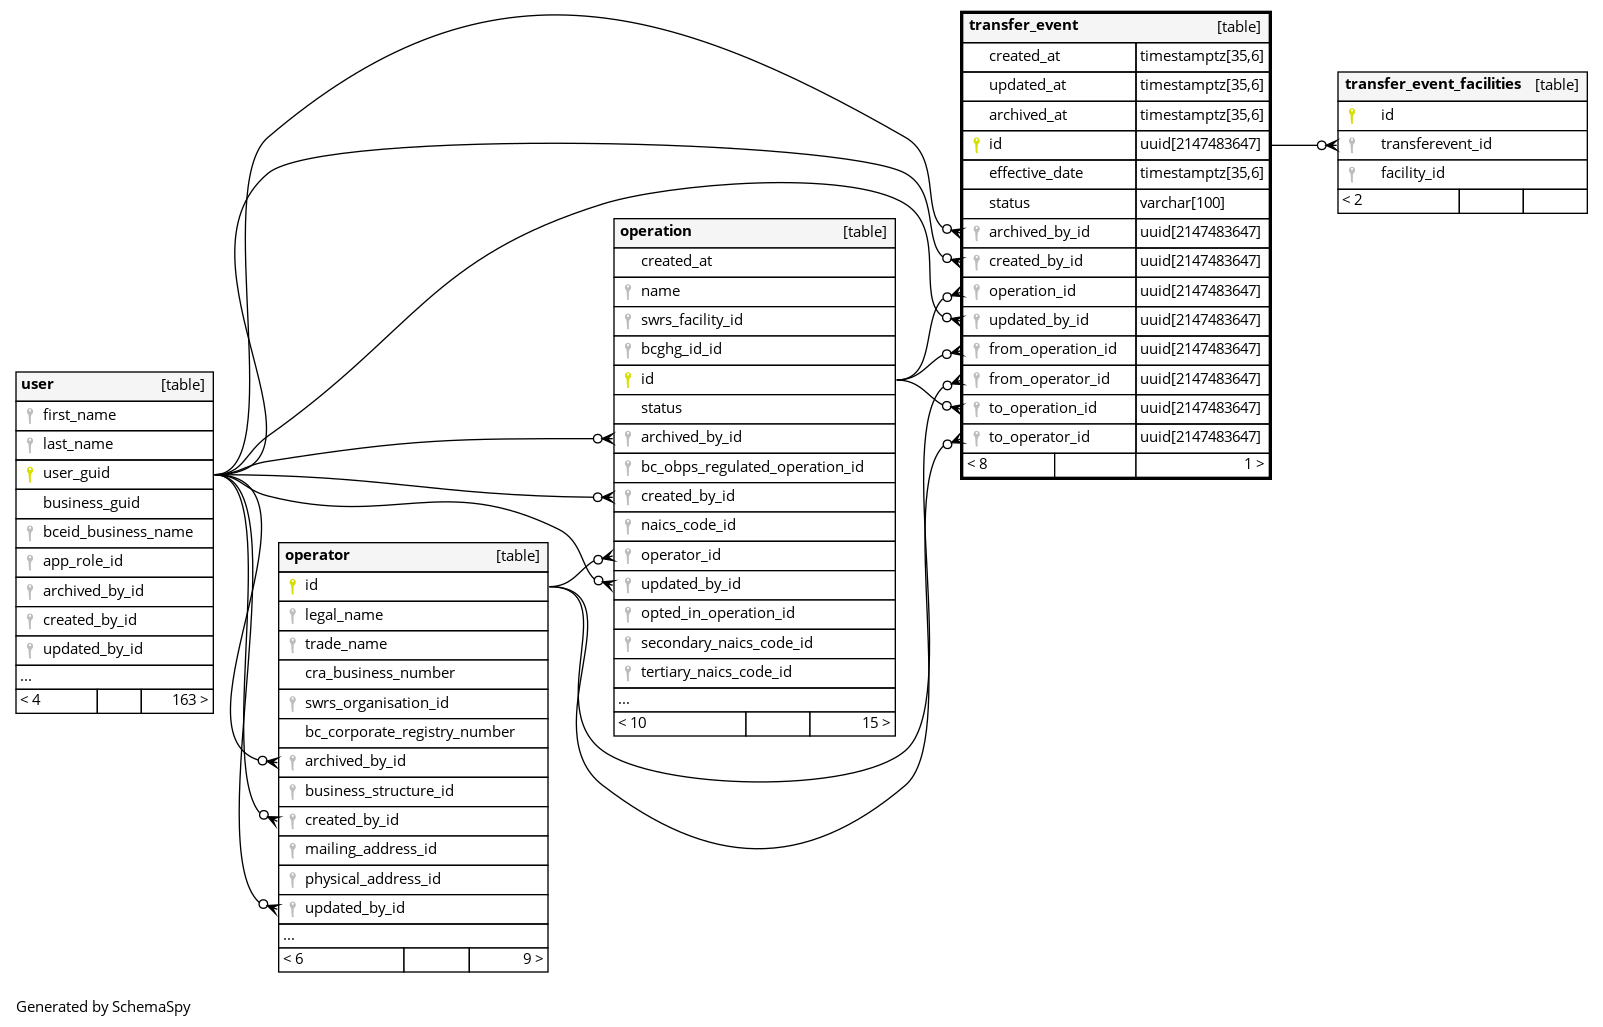 transfer_event [table]
created_at timestamptz[35,6]
updated_at timestamptz[35,6]
archived_at timestamptz[35,6]
id uuid[2147483647]
effective_date timestamptz[35,6]
status varchar[100]
archived_by_id uuid[2147483647]
created_by_id uuid[2147483647]
operation_id uuid[2147483647]
updated_by_id uuid[2147483647]
from_operation_id uuid[2147483647]
from_operator_id uuid[2147483647]
to_operation_id uuid[2147483647]
to_operator_id uuid[2147483647]
< 8 1 >
transfer_event_facilities [table]
id
transferevent_id
facility_id
< 2
operation [table]
created_at
name
swrs_facility_id
bcghg_id_id
id
status
archived_by_id
bc_obps_regulated_operation_id
created_by_id
naics_code_id
operator_id
updated_by_id
opted_in_operation_id
secondary_naics_code_id
tertiary_naics_code_id
...
< 10 15 >
user [table]
first_name
last_name
user_guid
business_guid
bceid_business_name
app_role_id
archived_by_id
created_by_id
updated_by_id
...
< 4 163 >
operator [table]
id
legal_name
trade_name
cra_business_number
swrs_organisation_id
bc_corporate_registry_number
archived_by_id
business_structure_id
created_by_id
mailing_address_id
physical_address_id
updated_by_id
...
< 6 9 >
Generated by SchemaSpy